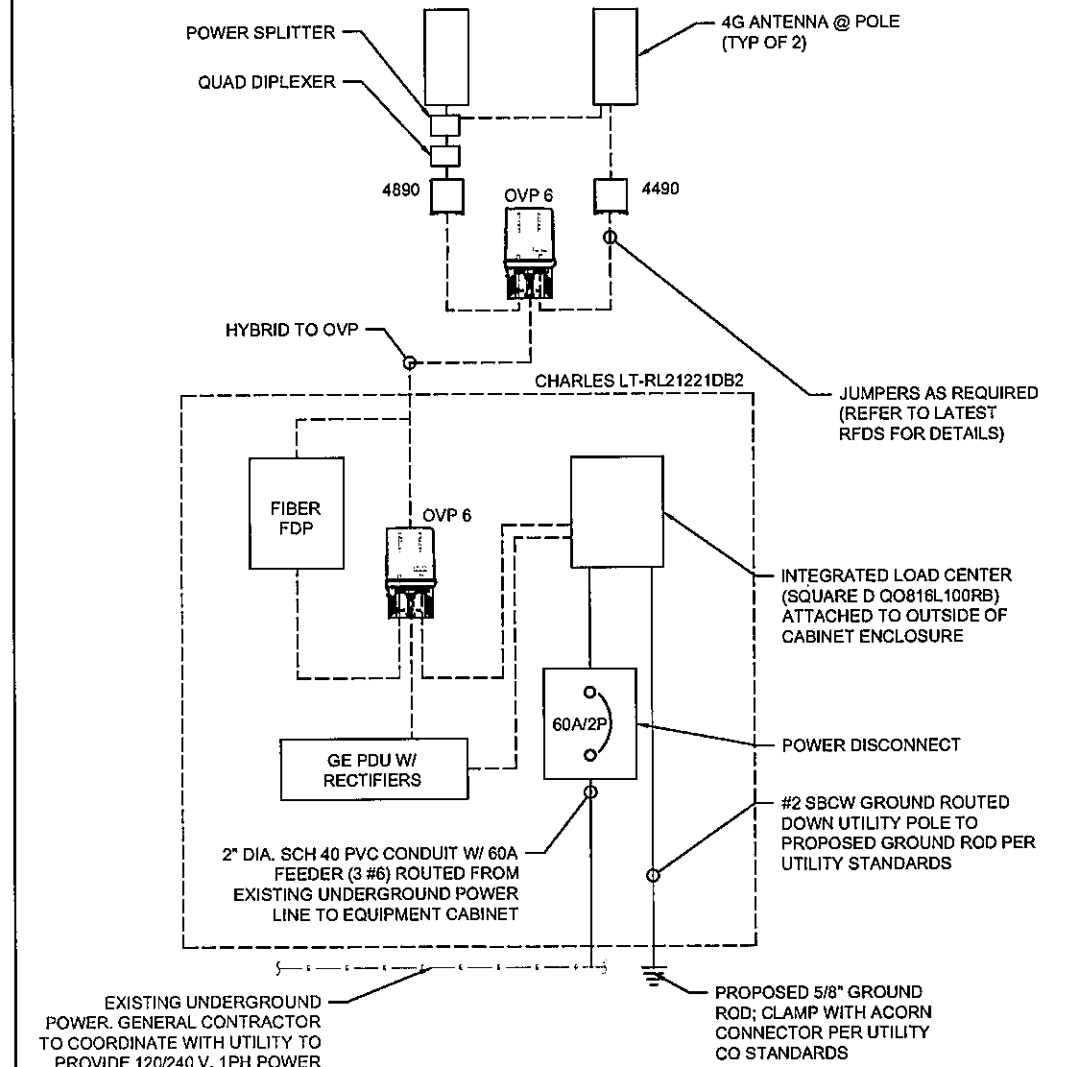 POWER SPLITTER
4G ANTENNA @ POLE
(TYP OF 2)
QUAD DIPLEXER
4890
OVP 6
4490
HYBRID TO OVP
CHARLES LT-RL21221DB2
JUMPERS AS REQUIRED
(REFER TO LATEST
RFDS FOR DETAILS)
FIBER
FDP
OVP 6
INTEGRATED LOAD CENTER
(SQUARE D QO816L100RB)
ATTACHED TO OUTSIDE OF
CABINET ENCLOSURE
60A/2P
POWER DISCONNECT
GE PDU W/
RECTIFIERS
#2 SBCW GROUND ROUTED
DOWN UTILITY POLE TO
PROPOSED GROUND ROD PER
UTILITY STANDARDS
2" DIA. SCH 40 PVC CONDUIT W/ 60A
FEEDER (3 #6) ROUTED FROM
EXISTING UNDERGROUND POWER
LINE TO EQUIPMENT CABINET
EXISTING UNDERGROUND
POWER. GENERAL CONTRACTOR
TO COORDINATE WITH UTILITY TO
PROVIDE 120/240 V, 1PH POWER
PROPOSED 5/8" GROUND
ROD; CLAMP WITH ACORN
CONNECTOR PER UTILITY
CO STANDARDS